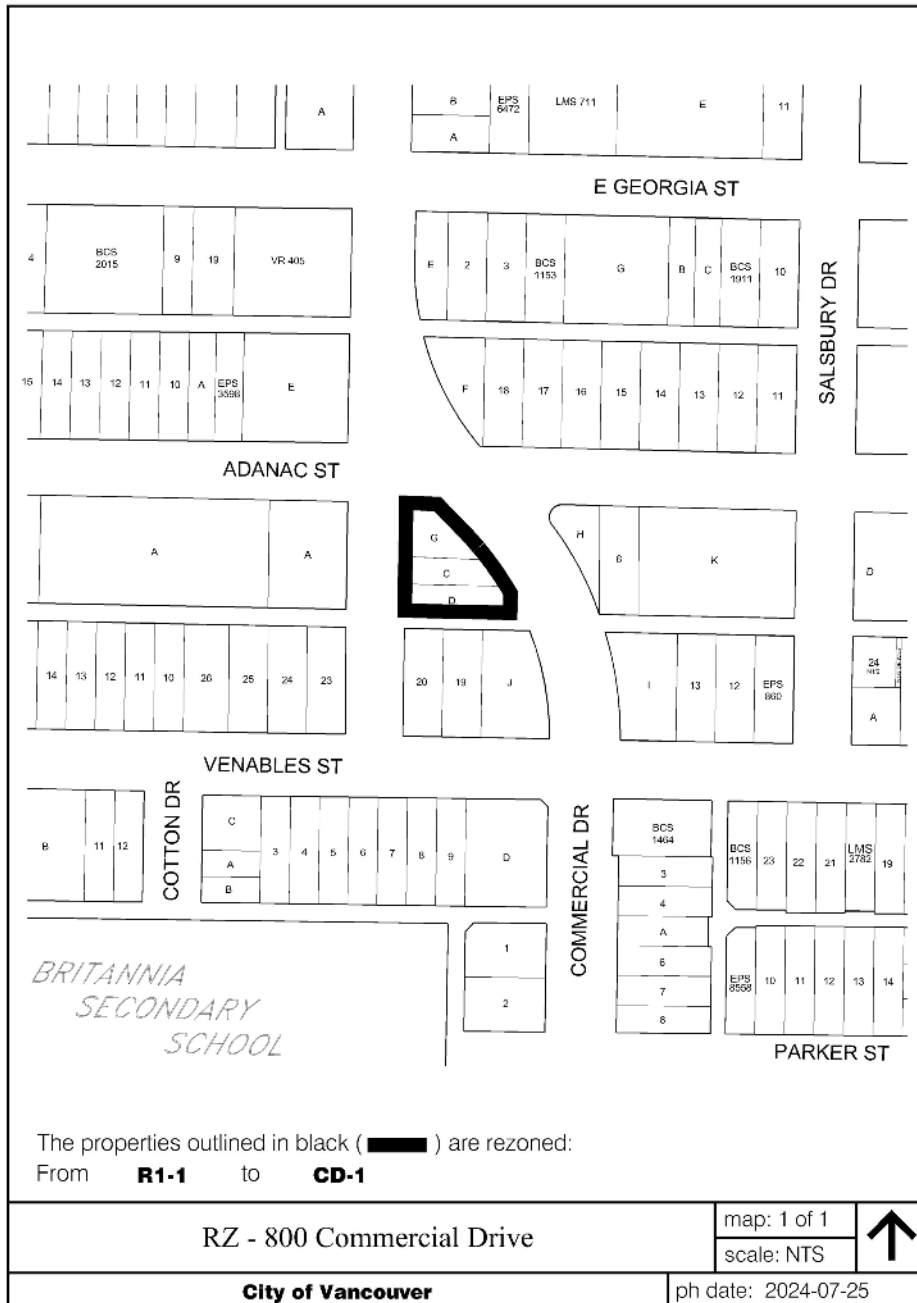 A
B
A
EPS
6472
LMS 711
E
11
E GEORGIA ST
4
BCS
2015
9
19
VR 405
E
2
3
BCS
1153
G
B
C
BCS
1911
10
SALSBURY DR
15
14
13
12
11
10
A
EPS
3598
E
F
18
17
16
15
14
13
12
11
ADANAC ST
A
A
G
C
D
H
6
K
D
14
13
12
11
10
26
25
24
23
20
19
J
I
13
12
EPS
860
24
A
VENABLES ST
B
11
12
COTTON DR
C
A
B
3
4
5
6
7
8
9
D
COMMERCIAL DR
BCS
1464
3
4
A
6
7
8
BCS
1156
23
22
21
LMS
2782
19
1
2
EPS
8558
10
11
12
13
14
BRITANNIA
SECONDARY
SCHOOL
PARKER ST
The properties outlined in black ( ) are rezoned:
From R1-1 to CD-1
RZ - 800 Commercial Drive
map: 1 of 1
scale: NTS
City of Vancouver
ph date: 2024-07-25